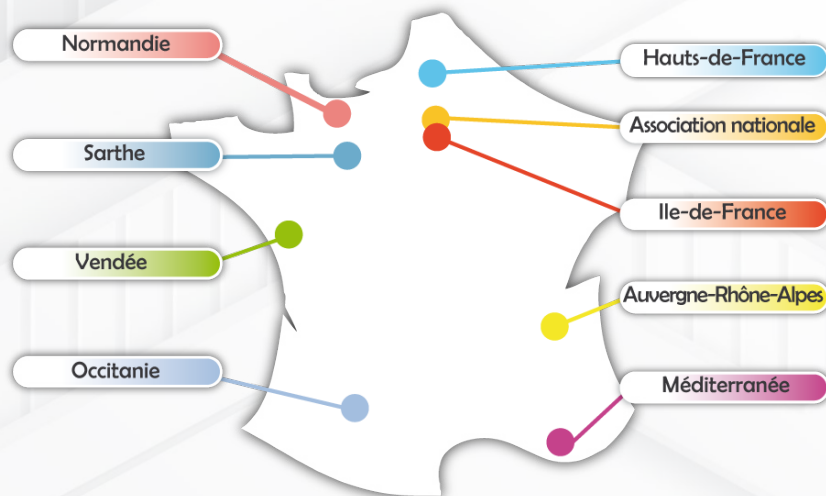 Normandie
Sarthe
Vendée
Occitanie
Hauts-de-France
Association nationale
Ile-de-France
Auvergne-Rhône-Alpes
Méditerranée